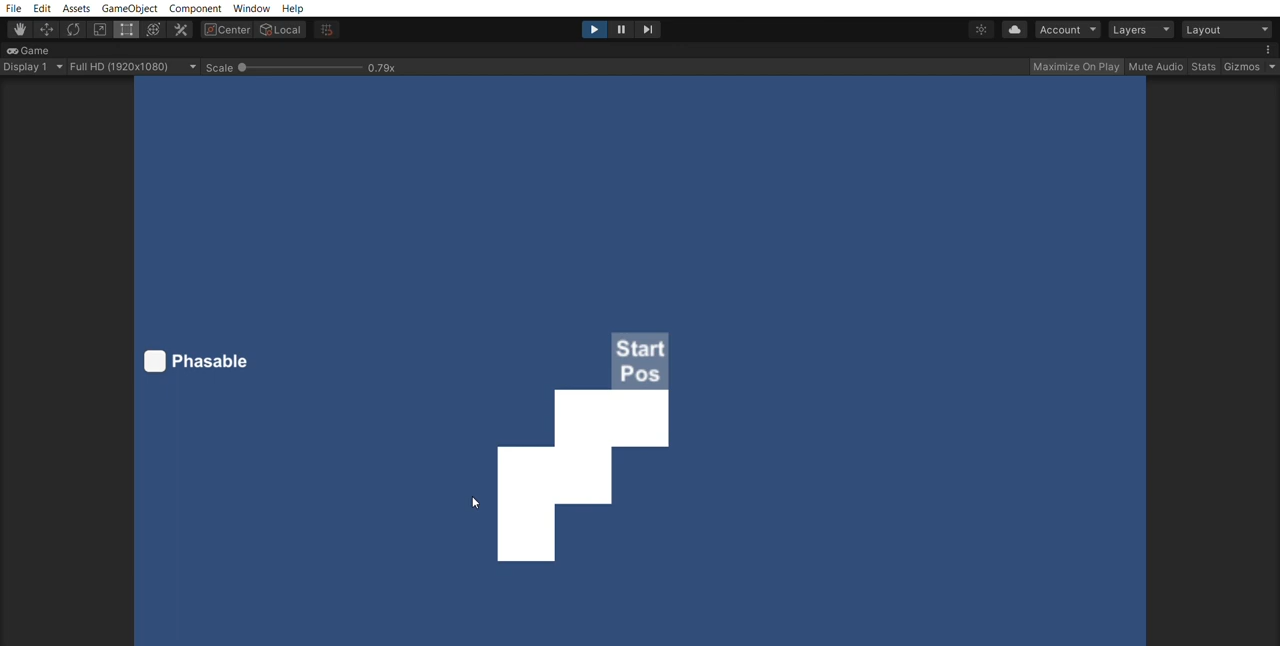 File Edit Assets GameObject Component Window Help
Center Local Account Layers Layout
Game
Display 1 Full HD (1920x1080) Scale 0.79x Maximize On Play Mute Audio Stats Gizmos
Start
Pos
Phasable